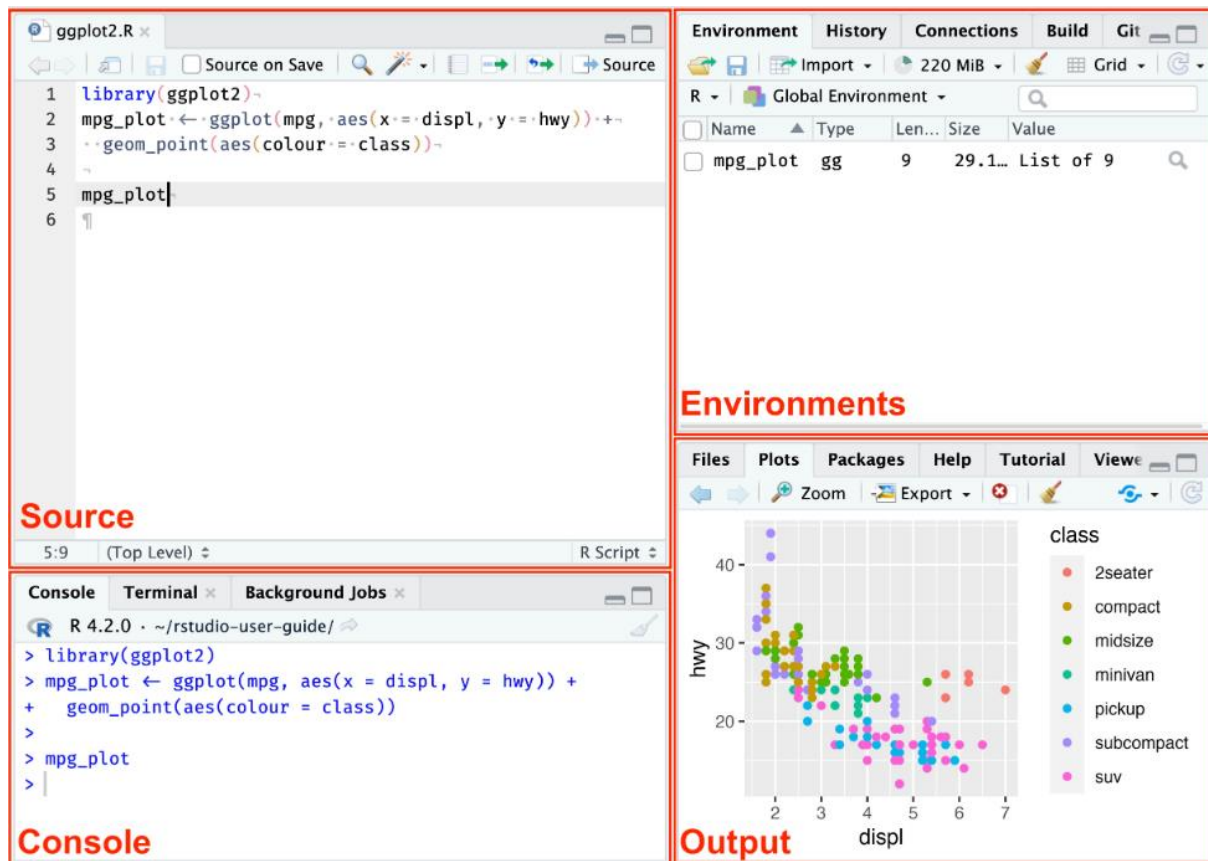 ggplot2.R
Source on Save
Source
1 library(ggplot2)¬
2 mpg_plot·←·ggplot(mpg,·aes(x·=·displ,·y·=·hwy))·+¬
3 ··geom_point(aes(colour·=·class))¬
4 ¬
5 mpg_plot¬
6 ¶
Source
5:9 (Top Level) R Script
Console Terminal Background Jobs
R R 4.2.0 · ~/rstudio-user-guide/
> library(ggplot2)
> mpg_plot ← ggplot(mpg, aes(x = displ, y = hwy)) +
+   geom_point(aes(colour = class))
>
> mpg_plot
>
Console
Environment History Connections Build Git
Import 220 MiB Grid
R Global Environment
Name Type Len... Size Value
mpg_plot gg 9 29.1… List of 9
Environments
Files Plots Packages Help Tutorial Viewe
Zoom Export
40
30
20
hwy
2 3 4 5 6 7
displ
class
2seater
compact
midsize
minivan
pickup
subcompact
suv
Output